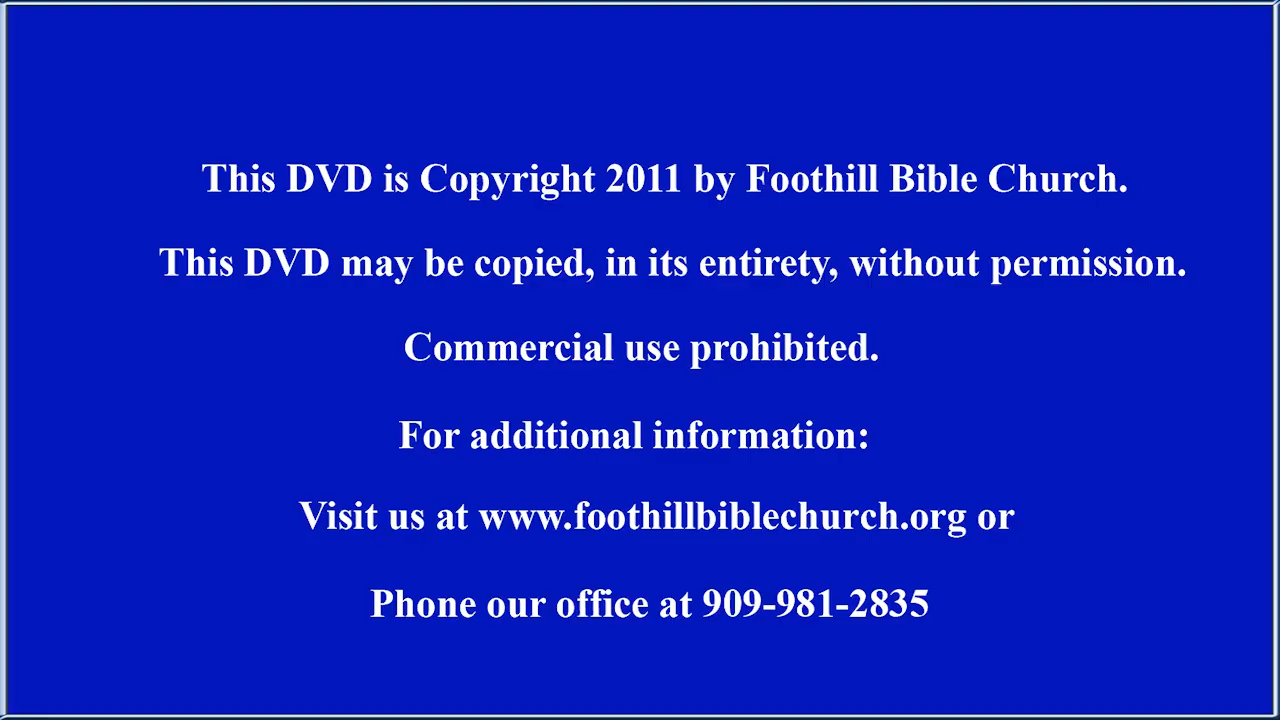 This DVD is Copyright 2011 by Foothill Bible Church.
This DVD may be copied, in its entirety, without permission.
Commercial use prohibited.
For additional information:
Visit us at www.foothillbiblechurch.org or
Phone our office at 909-981-2835